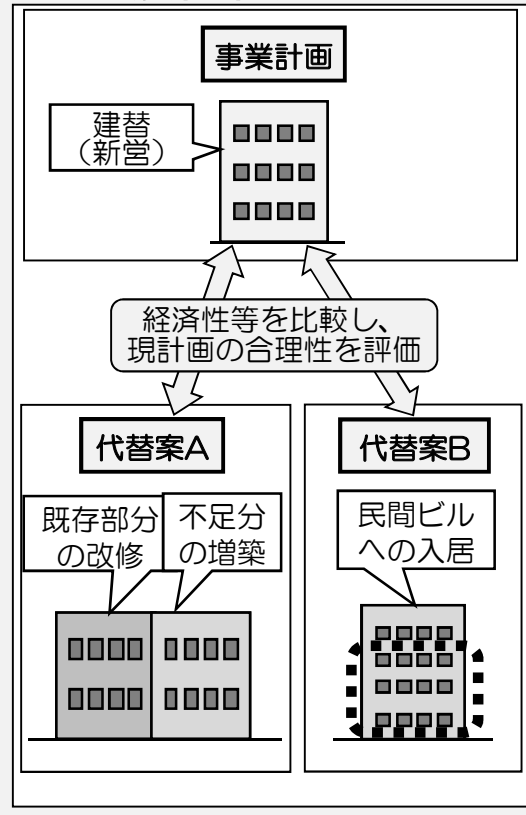 事業計画
建替
（新営）
経済性等を比較し、
現計画の合理性を評価
代替案A
既存部分
の改修
不足分
の増築
代替案B
民間ビル
への入居